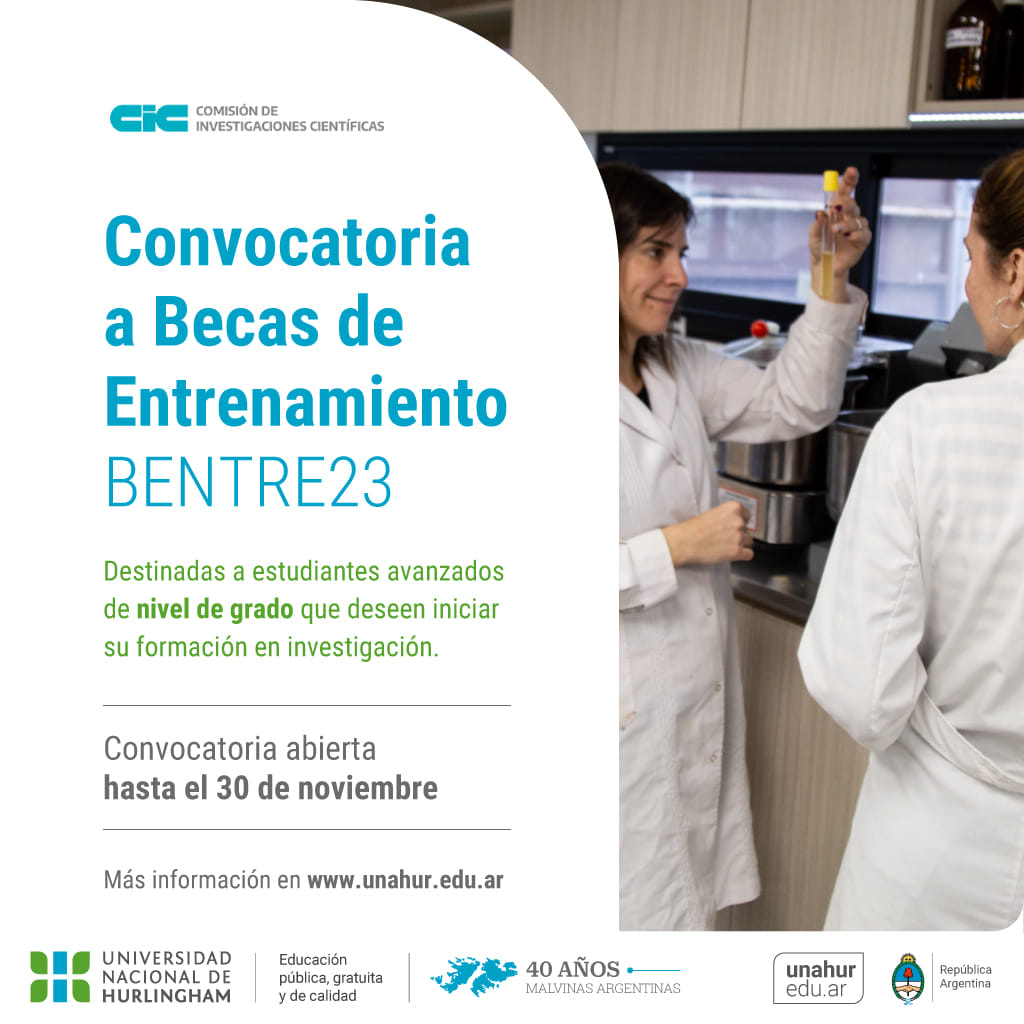 CiC
COMISIÓN DE
INVESTIGACIONES CIENTÍFICAS
Convocatoria
a Becas de
Entrenamiento
BENTRE23
Destinadas a estudiantes avanzados
de nivel de grado que deseen iniciar
su formación en investigación.
Convocatoria abierta
hasta el 30 de noviembre
Más información en www.unahur.edu.ar
UNIVERSIDAD
NACIONAL DE
HURLINGHAM
Educación
pública, gratuita
y de calidad
40 AÑOS
MALVINAS ARGENTINAS
unahur
edu.ar
República
Argentina